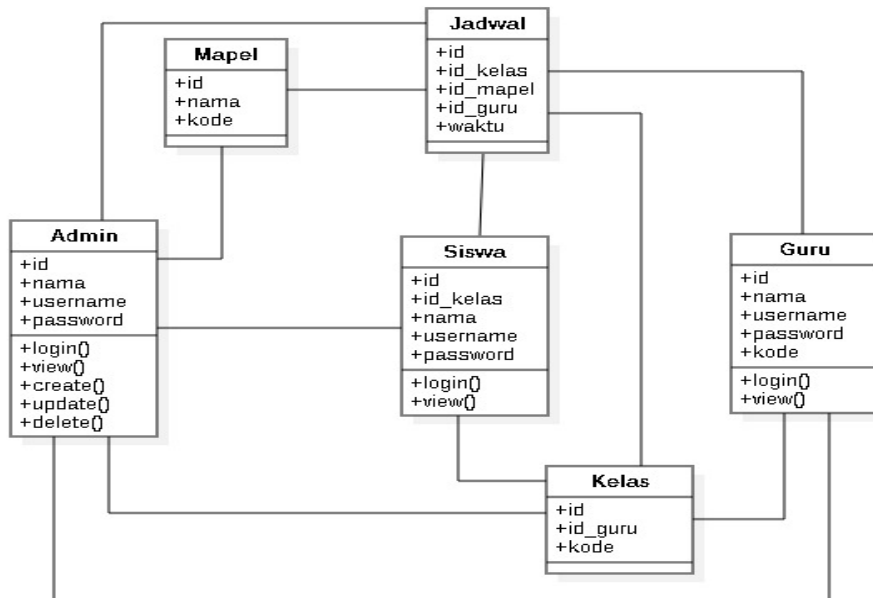 Jadwal
+id
+id_kelas
+id_mapel
+id_guru
+waktu
Mapel
+id
+nama
+kode
Admin
+id
+nama
+username
+password
+login()
+view()
+create()
+update()
+delete()
Siswa
+id
+id_kelas
+nama
+username
+password
+login()
+view()
Guru
+id
+nama
+username
+password
+kode
+login()
+view()
Kelas
+id
+id_guru
+kode